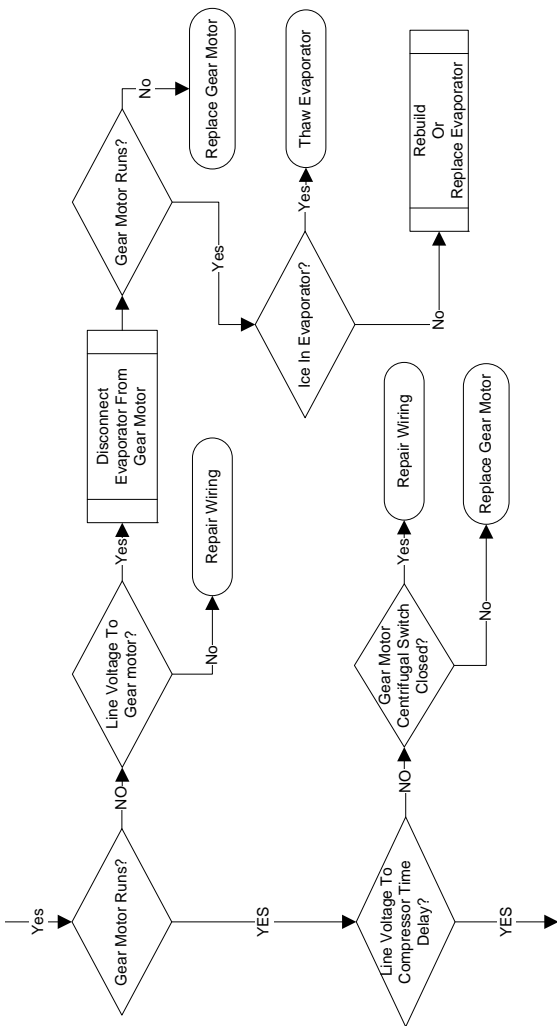 Yes
Gear Motor Runs?
NO
Line Voltage To
Gear motor?
Yes
Disconnect
Evaporator From
Gear Motor
Gear Motor Runs?
No
Replace Gear Motor
No
Repair Wiring
Yes
Ice In Evaporator?
Yes
Thaw Evaporator
No
Rebuild
Or
Replace Evaporator
YES
Line Voltage To
Compressor Time
Delay?
NO
Gear Motor
Centrifugal Switch
Closed?
Yes
Repair Wiring
No
Replace Gear Motor
YES